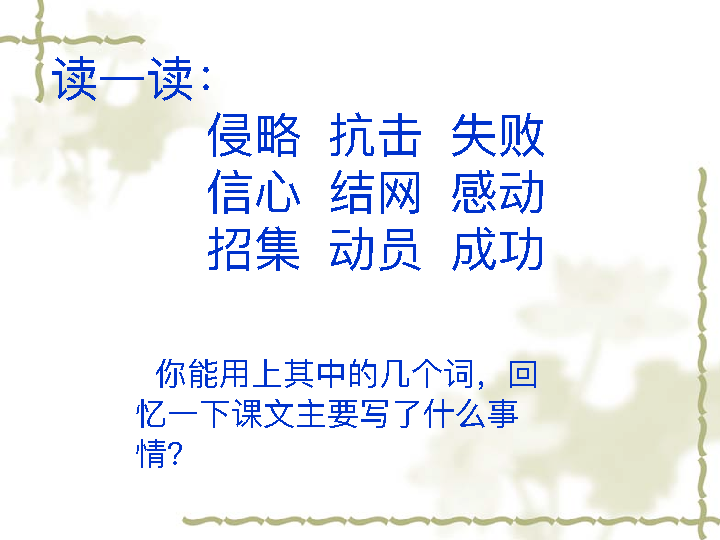 读一读：
侵略 抗击 失败
信心 结网 感动
招集 动员 成功
你能用上其中的几个词，回
忆一下课文主要写了什么事
情？